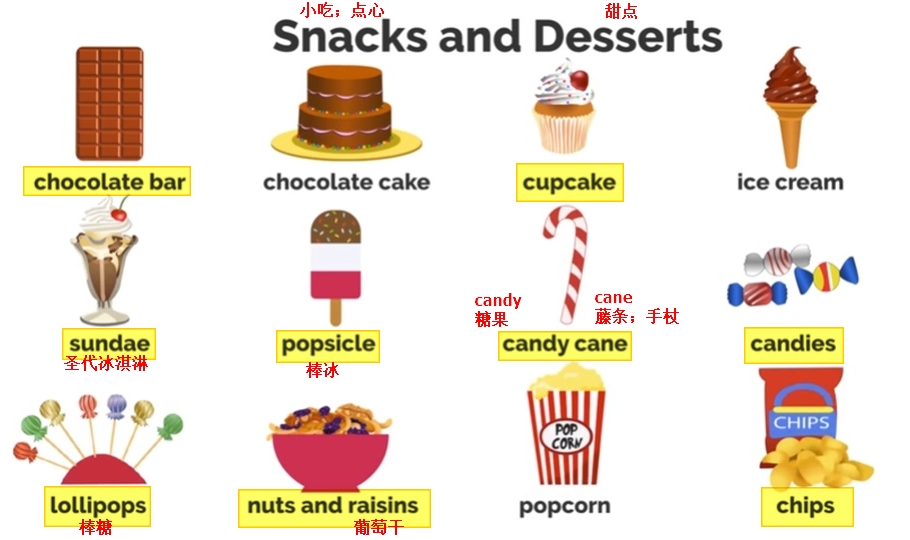 小吃；点心
甜点
Snacks and Desserts
chocolate bar
chocolate cake
cupcake
ice cream
candy
糖果
cane
藤条；手杖
sundae
圣代冰淇淋
popsicle
棒冰
candy cane
candies
POP
CORN
CHIPS
lollipops
棒糖
nuts and raisins
葡萄干
popcorn
chips